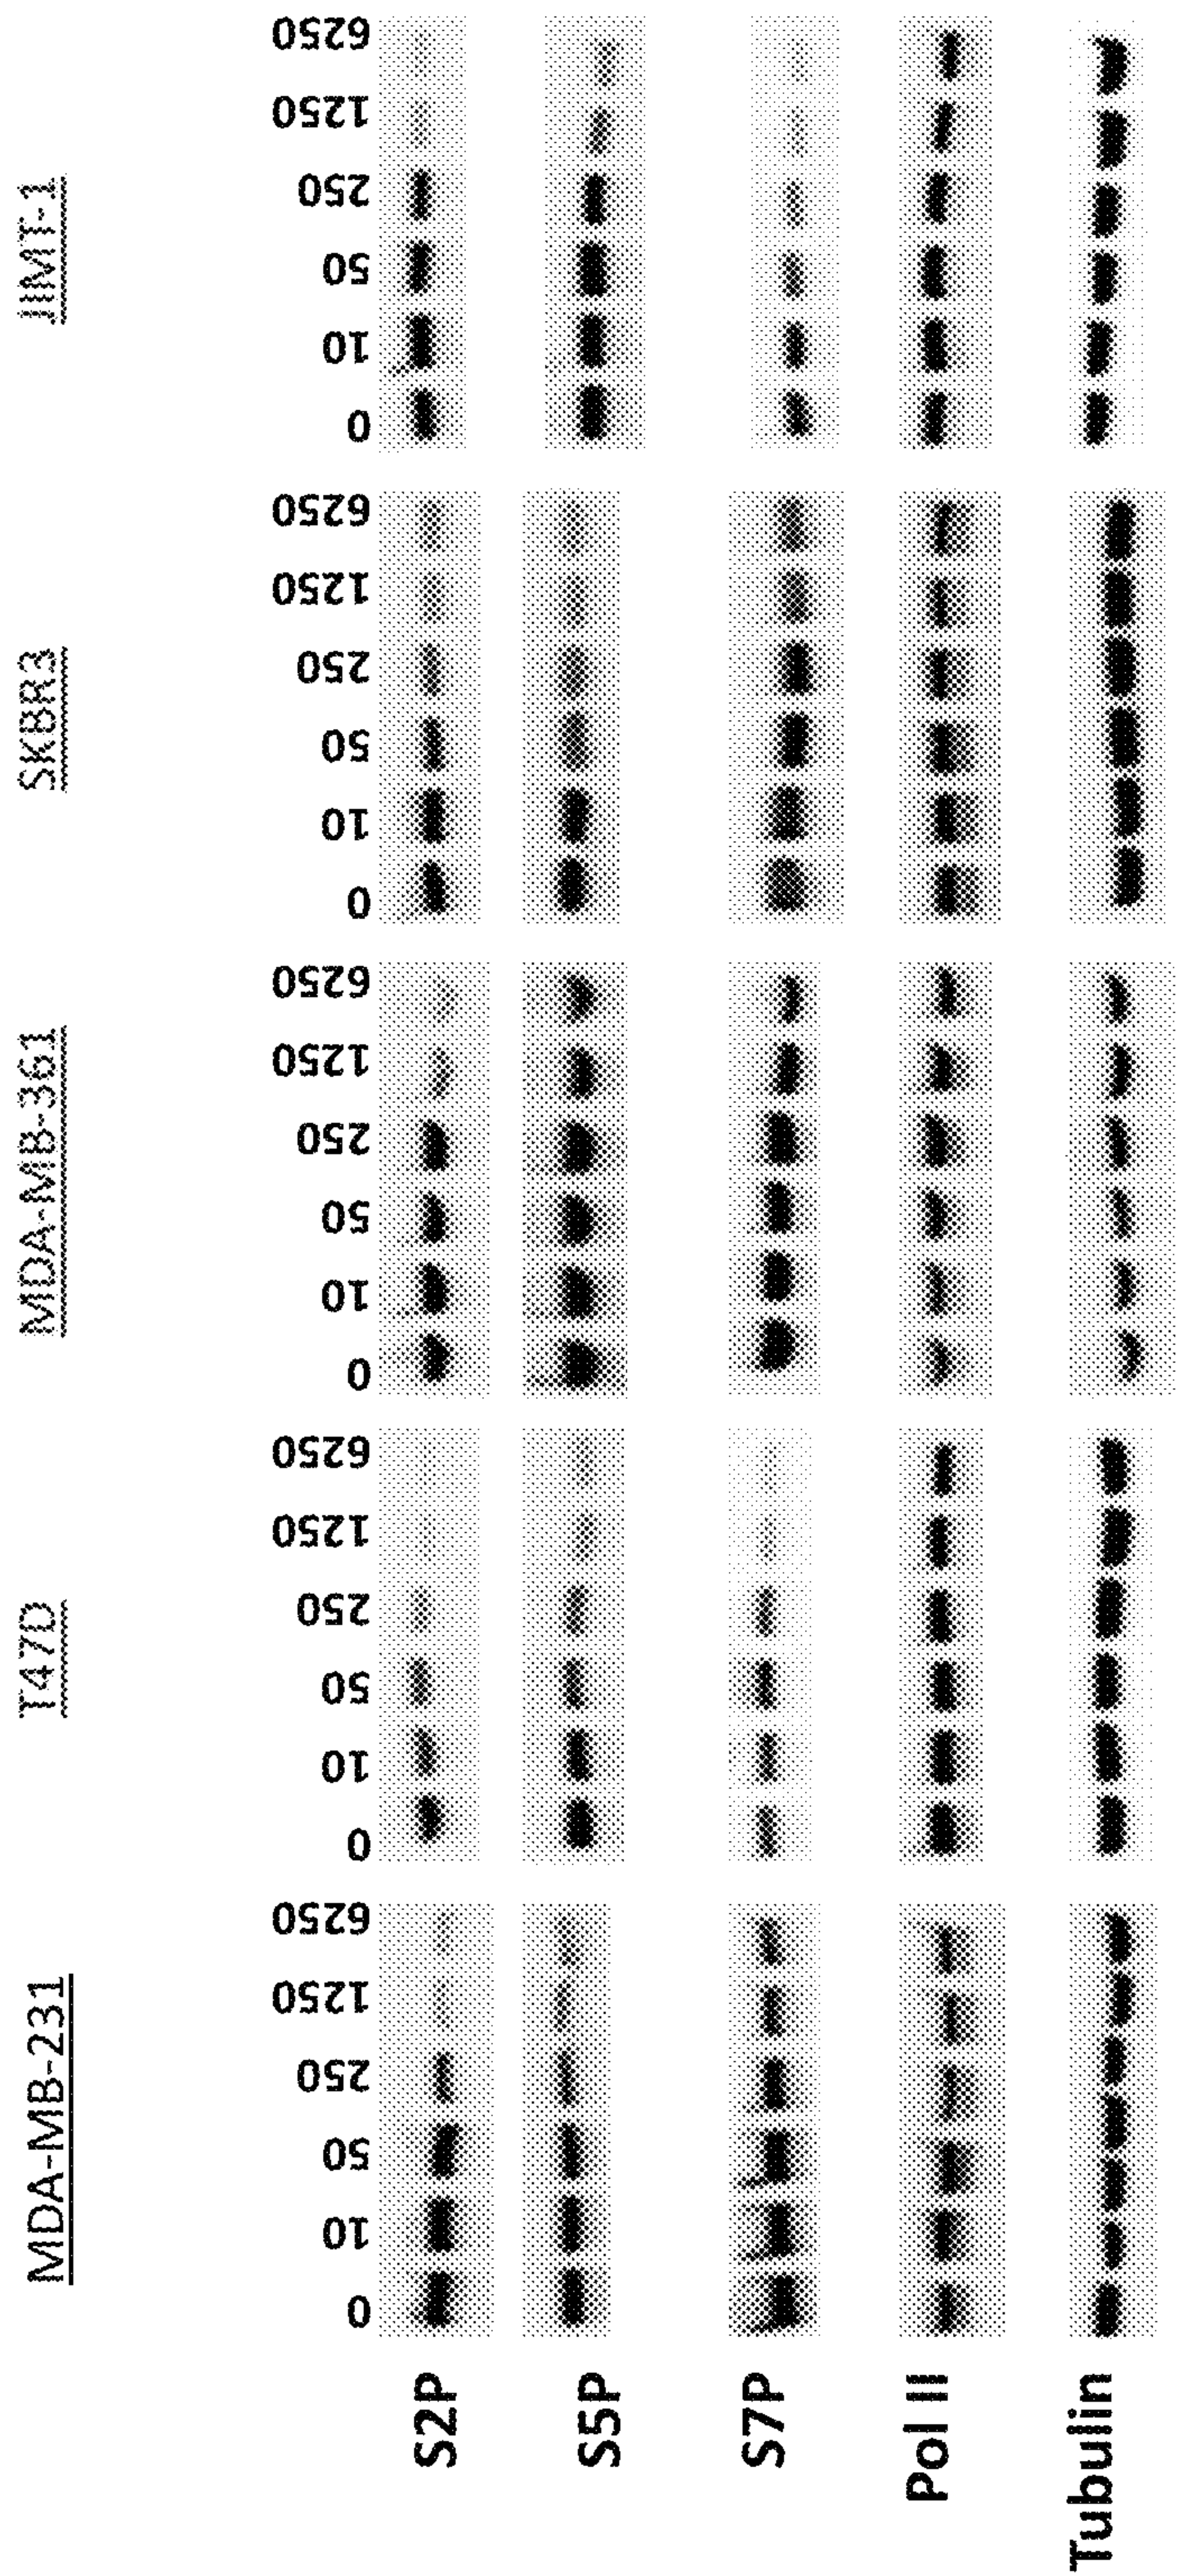 MDA-MB-231 T47D MDA-MB-361 SKBR3 JIMT-1
0 10 50 250 1250 6250 0 10 50 250 1250 6250 0 10 50 250 1250 6250 0 10 50 250 1250 6250 0 10 50 250 1250 6250
S2P
S5P
S7P
Pol II
Tubulin